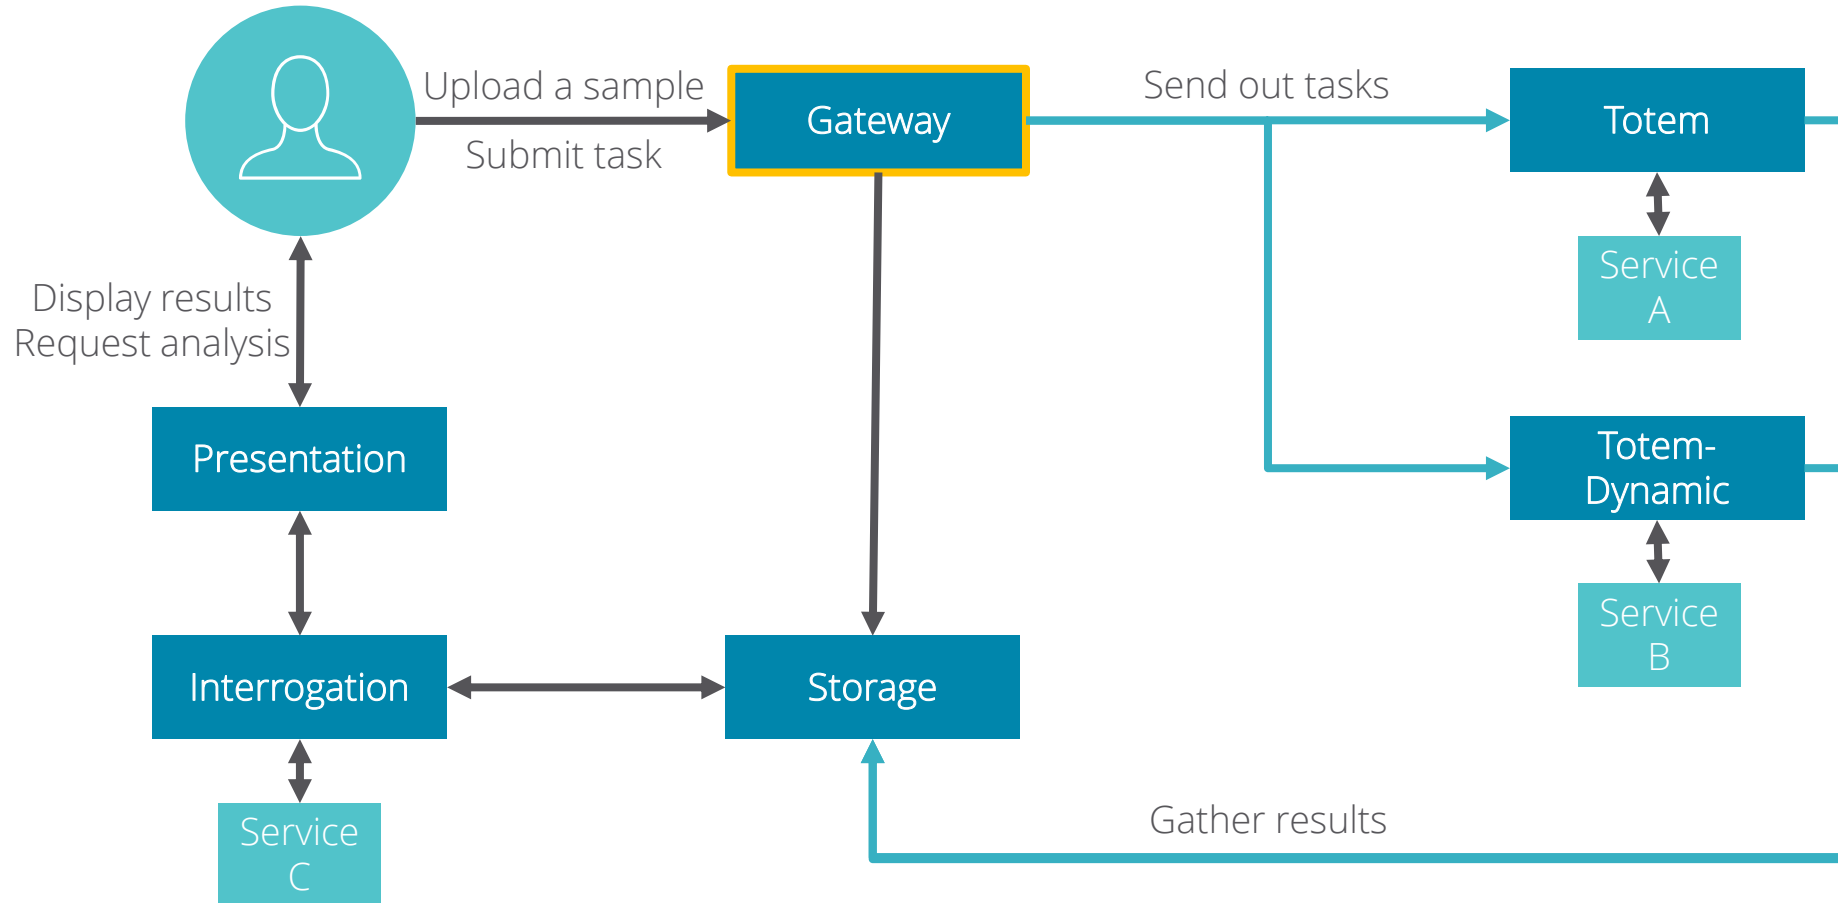 Upload a sample
Submit task
Gateway
Send out tasks
Totem
Service
A
Display results
Request analysis
Presentation
Totem-
Dynamic
Service
B
Interrogation
Storage
Gather results
Service
C